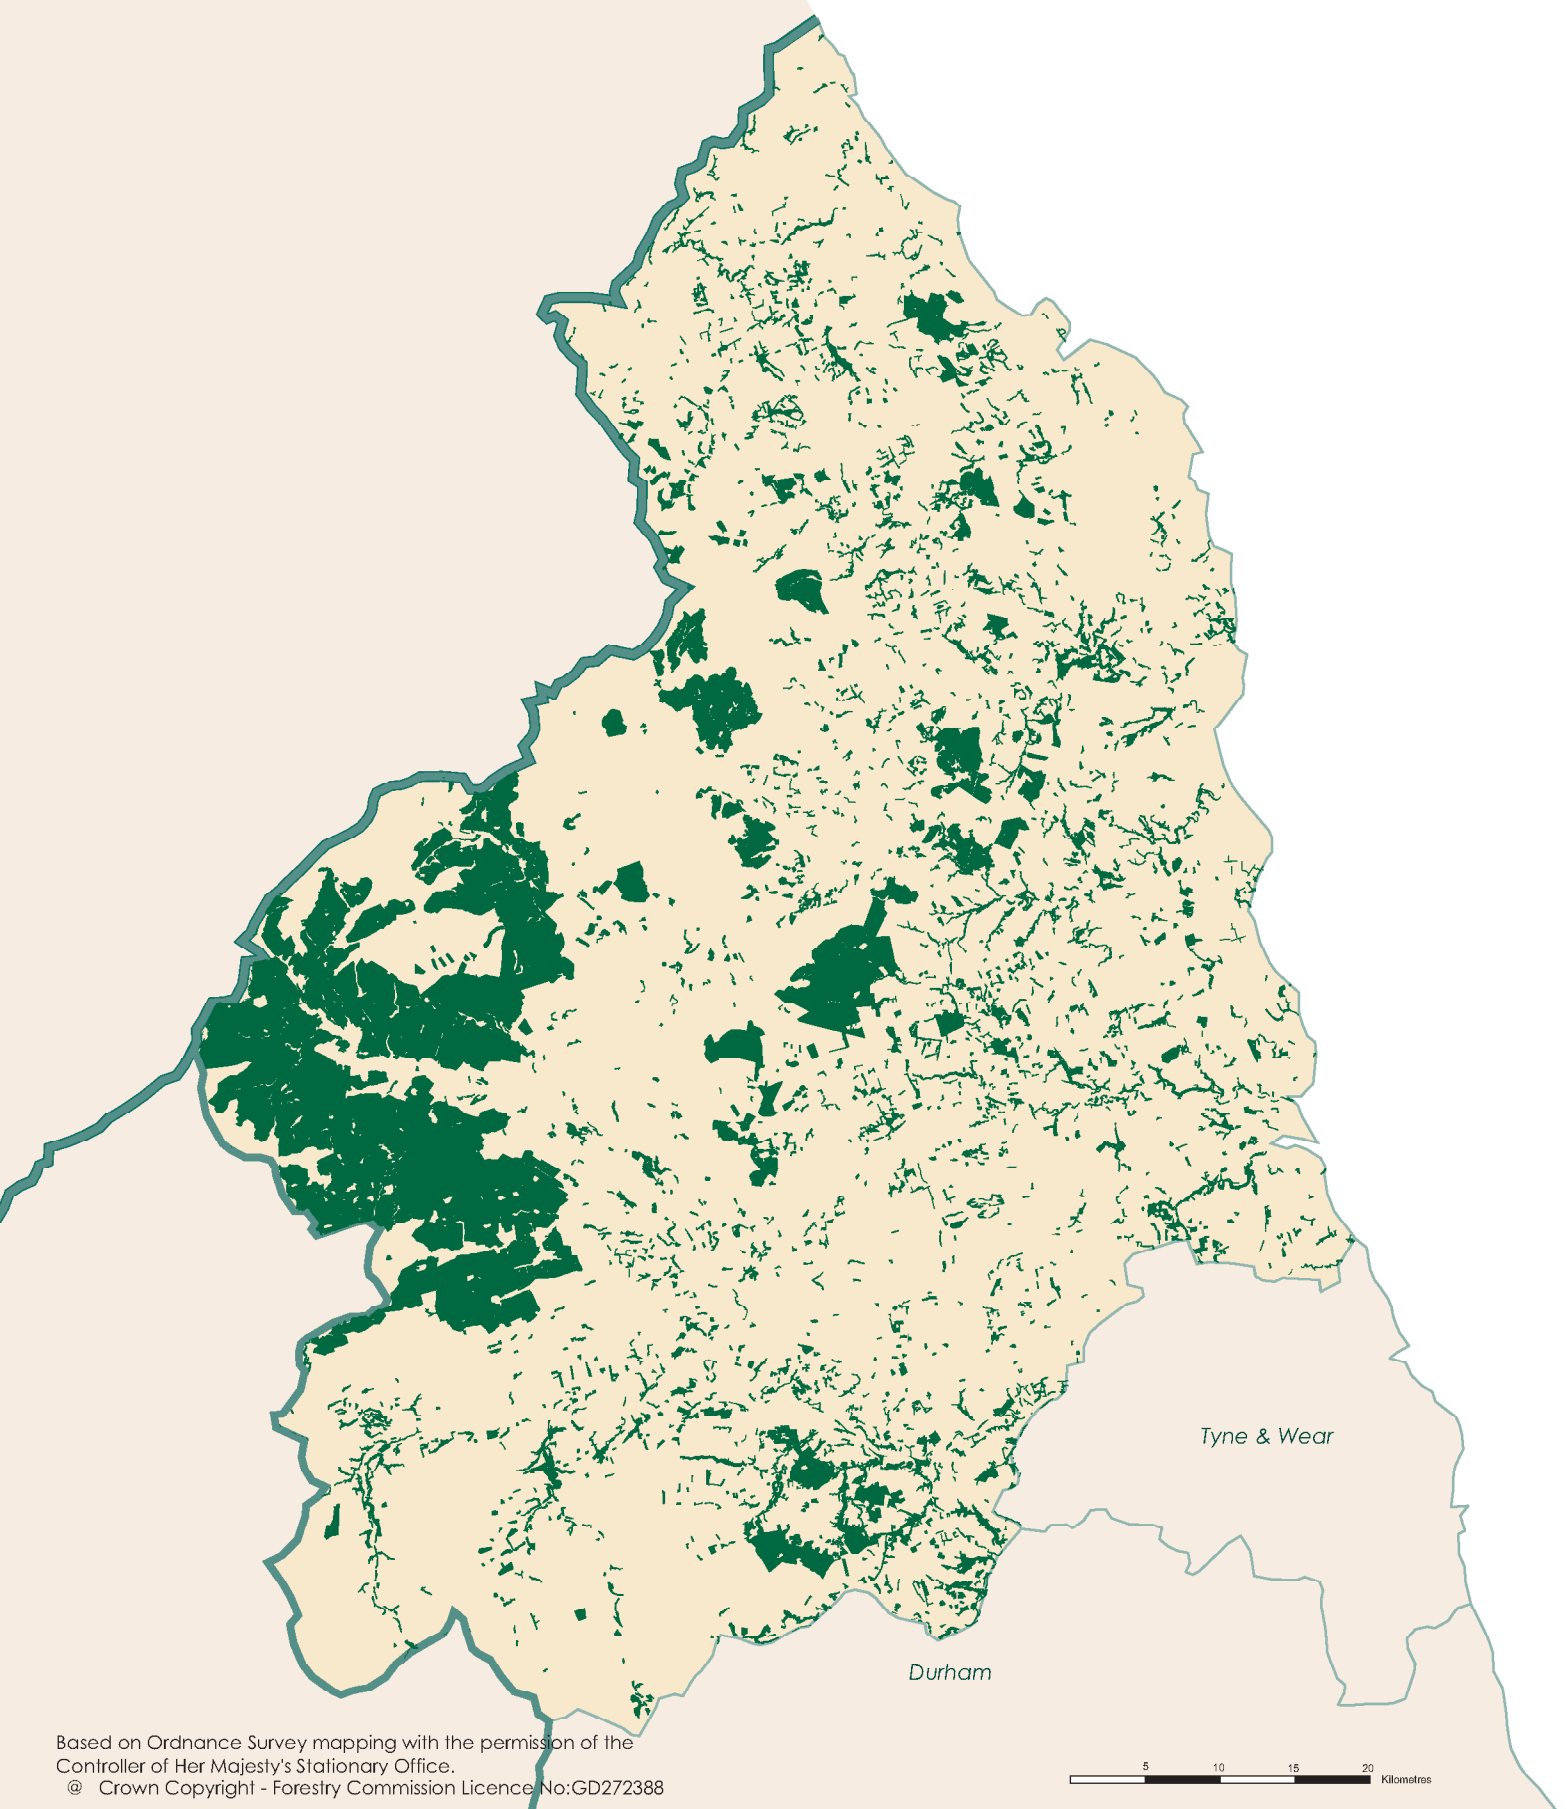 Tyne & Wear
Durham
Based on Ordnance Survey mapping with the permission of the
Controller of Her Majesty's Stationary Office.
@ Crown Copyright - Forestry Commission Licence No:GD272388
5 10 15 20
Kilometres